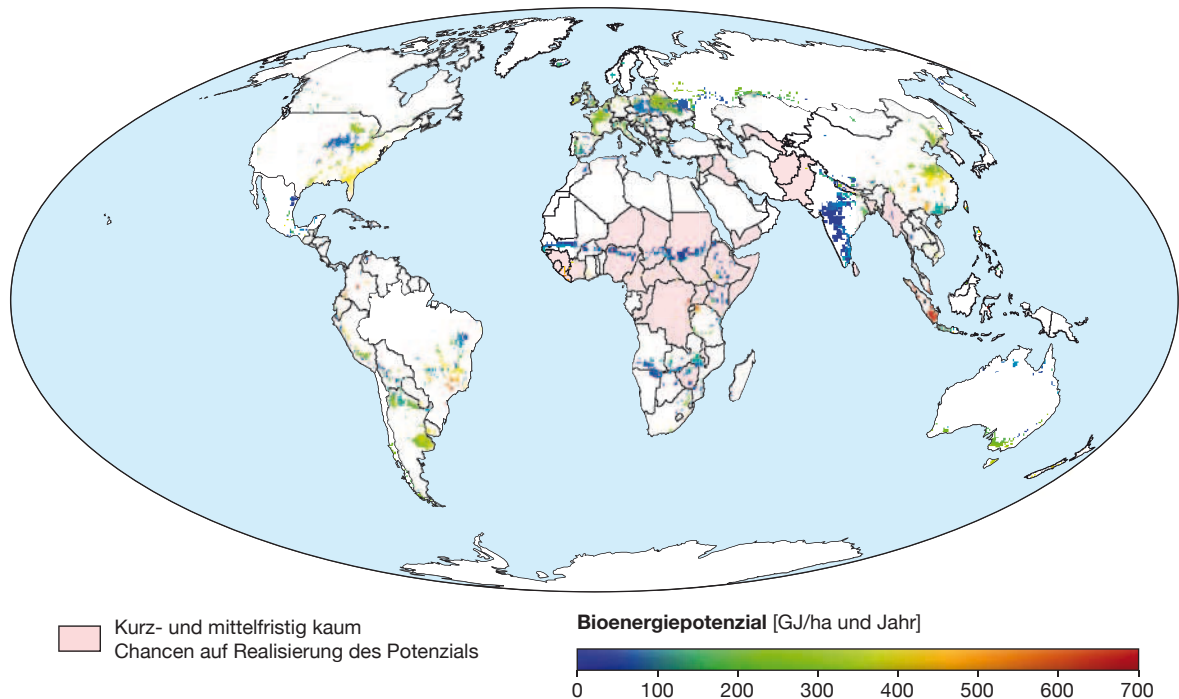 Kurz- und mittelfristig kaum
Chancen auf Realisierung des Potenzials
Bioenergiepotenzial [GJ/ha und Jahr]
0 100 200 300 400 500 600 700